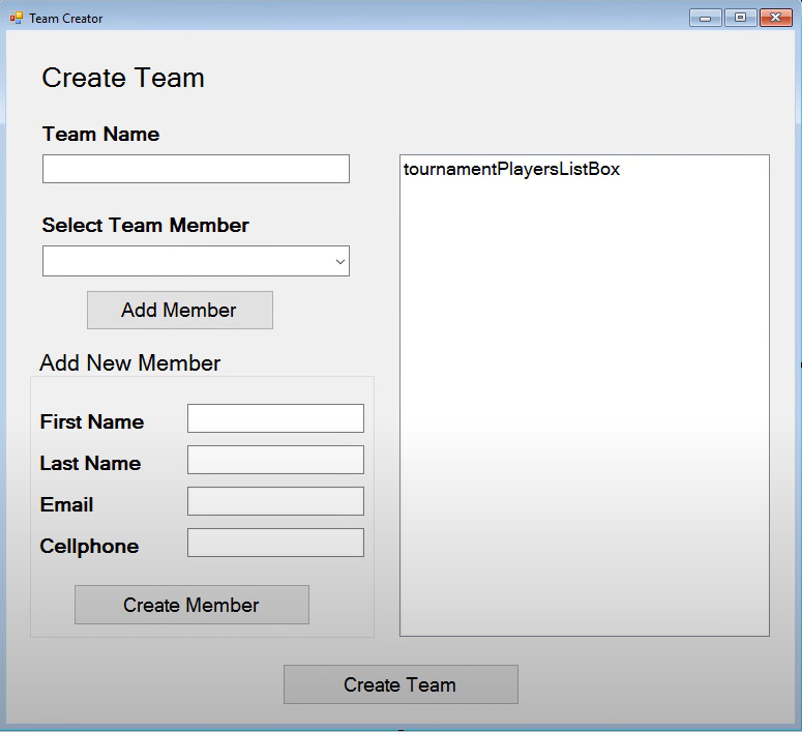 Team Creator
Create Team
Team Name
tournamentPlayersListBox
Select Team Member
Add Member
Add New Member
First Name
Last Name
Email
Cellphone
Create Member
Create Team